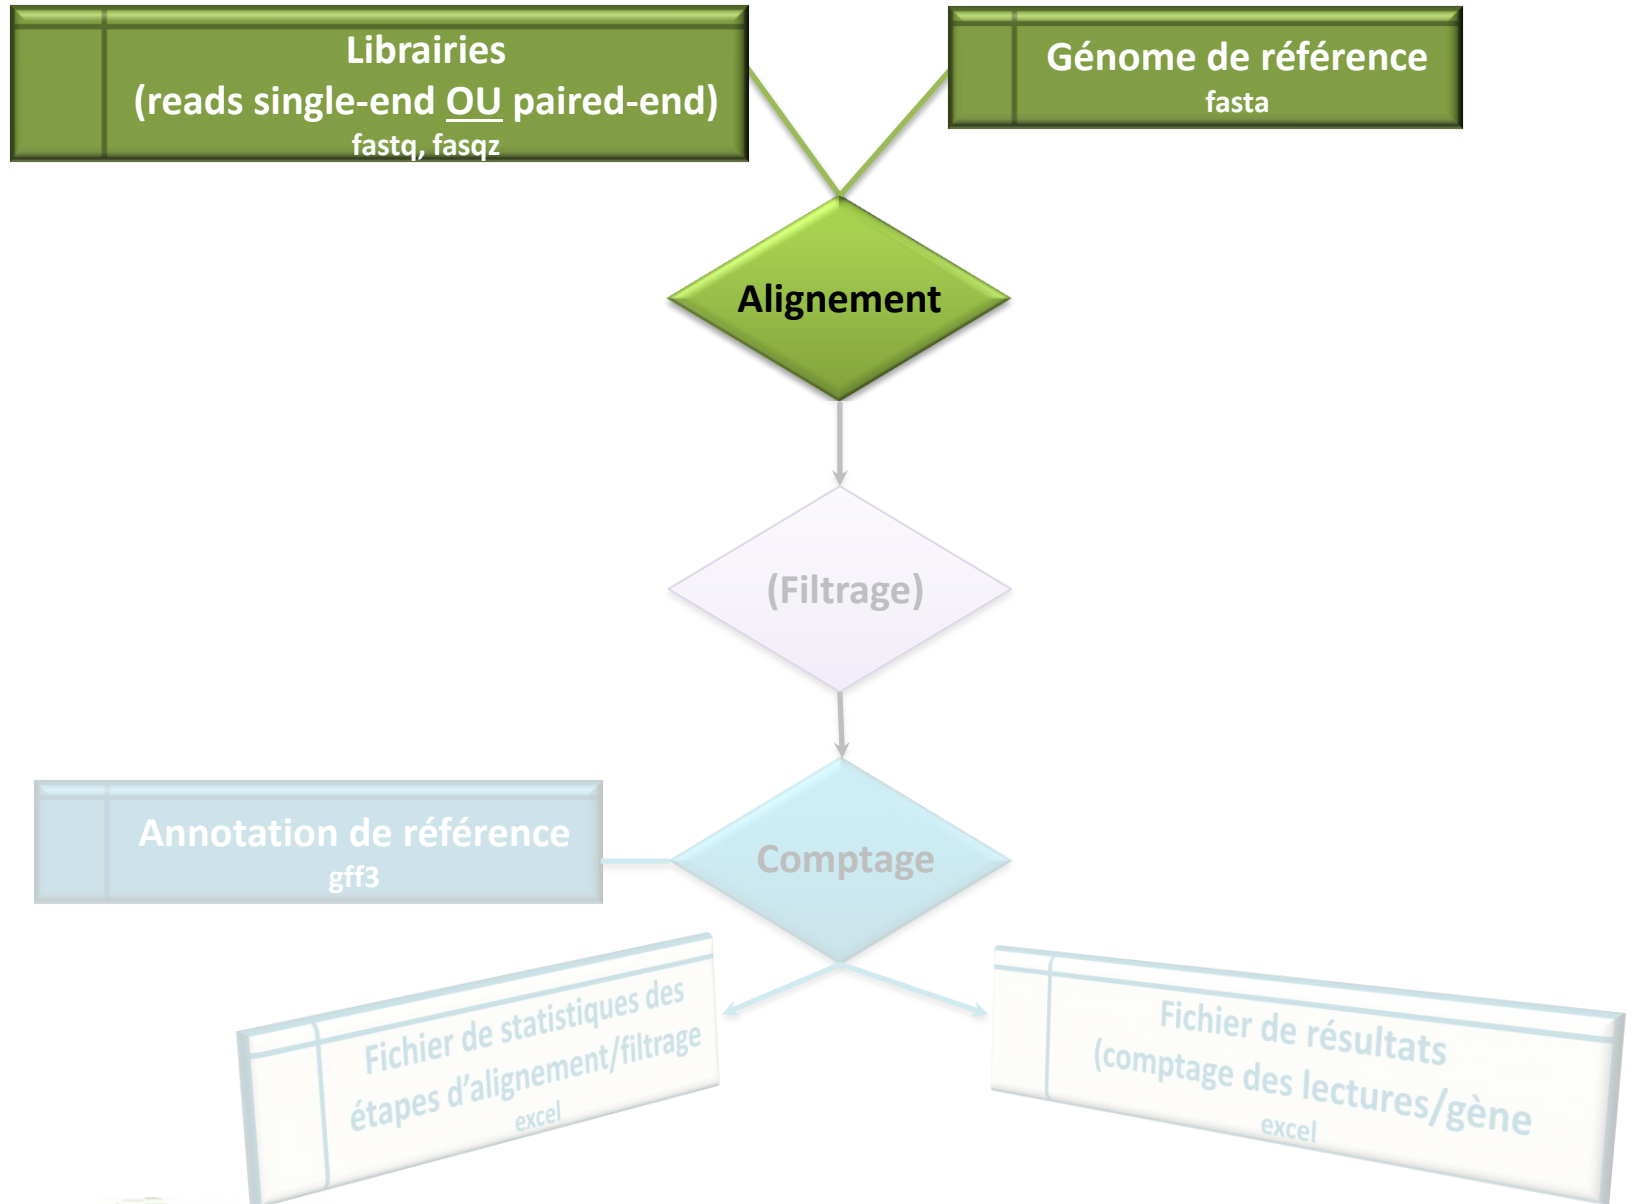 Librairies
(reads single-end OU paired-end)
fastq, fasqz
Génome de référence
fasta
Alignement
(Filtrage)
Annotation de référence
gff3
Comptage
Fichier de statistiques des
étapes d’alignement/filtrage
excel
Fichier de résultats
(comptage des lectures/gène
excel